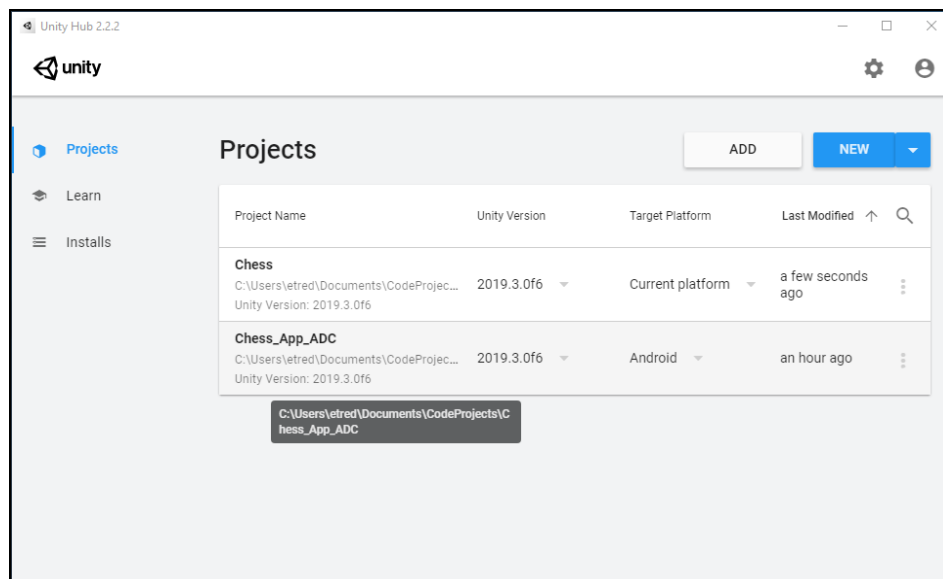 Unity Hub 2.2.2
unity
Projects
Learn
Installs
Projects
ADD
NEW
Project Name
Unity Version
Target Platform
Last Modified
Chess
C:\Users\etred\Documents\CodeProjec...
Unity Version: 2019.3.0f6
2019.3.0f6
Current platform
a few seconds
ago
Chess_App_ADC
C:\Users\etred\Documents\CodeProjec...
Unity Version: 2019.3.0f6
2019.3.0f6
Android
an hour ago
C:\Users\etred\Documents\CodeProjects\C
hess_App_ADC